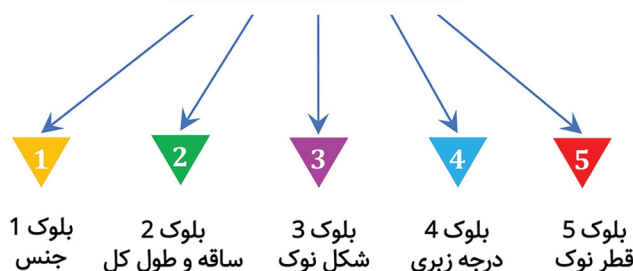 1
2
3
4
5
بلوک 1
جنس
بلوک 2
ساقه و طول کل
بلوک 3
شکل نوک
بلوک 4
درجه زبری
بلوک 5
قطر نوک